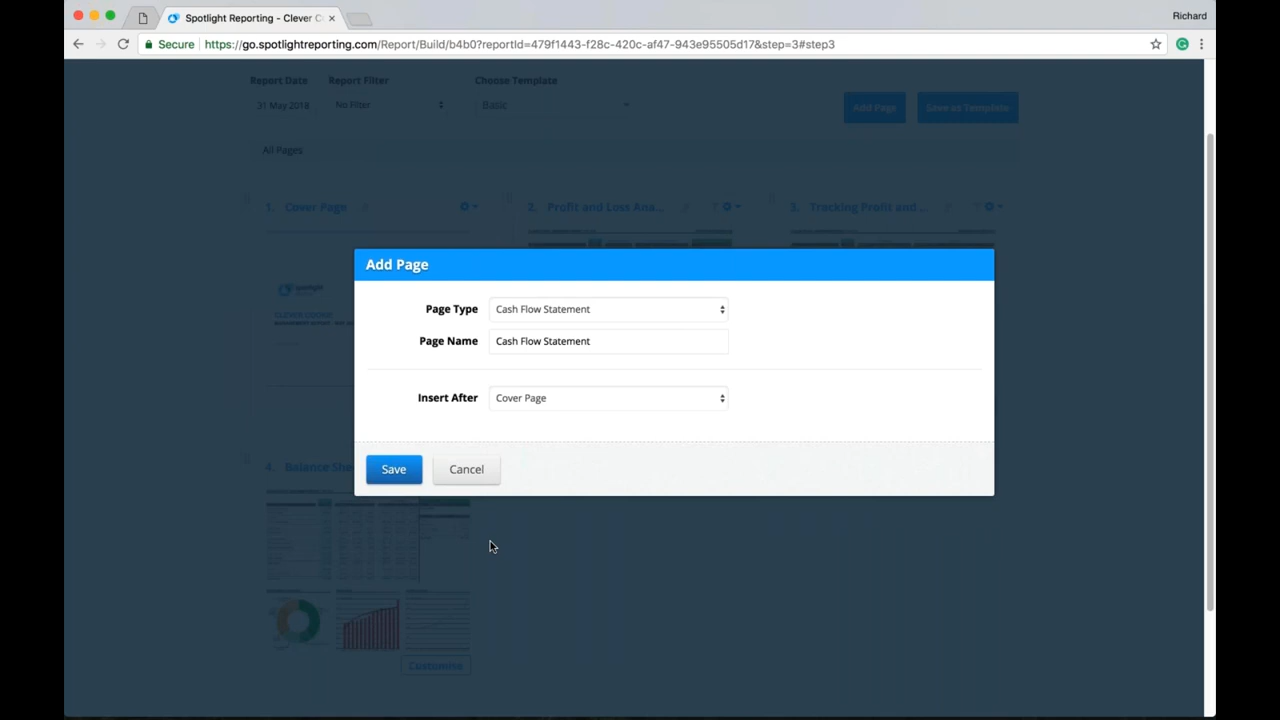 Spotlight Reporting - Clever C
Richard
Secure
https://go.spotlightreporting.com/Report/Build/b4b0?reportId=479f1443-f28c-420c-af47-943e95505d17&step=3#step3
Report Date
Report Filter
Choose Template
31 May 2018
No Filter
Basic
Add Page
Save as Template
All Pages
1. Cover Page
2. Profit and Loss Ana...
3. Tracking Profit and ...
Add Page
Page Type
Cash Flow Statement
Page Name
Cash Flow Statement
Insert After
Cover Page
Save
Cancel
4. Balance She
Customise